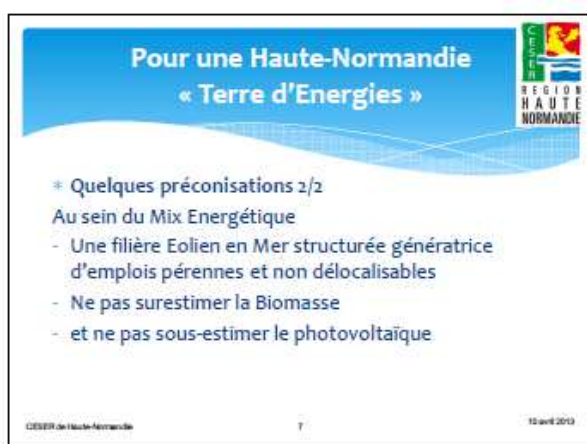 Pour une Haute-Normandie
« Terre d'Energies »
CESER
REGION
HAUTE
NORMANDIE
* Quelques préconisations 2/2
Au sein du Mix Energétique
- Une filière Eolien en Mer structurée génératrice
d'emplois pérennes et non délocalisables
- Ne pas surestimer la Biomasse
- et ne pas sous-estimer le photovoltaïque
CESER de Haute-Normandie
7
10 avril 2013